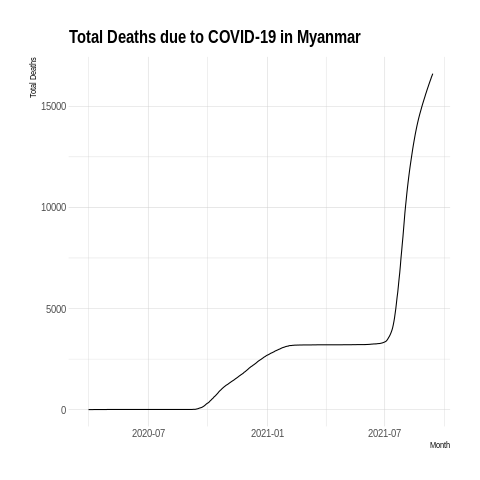 Total Deaths due to COVID-19 in Myanmar
Total Deaths
15000
10000
5000
0
2020-07
2021-01
2021-07
Month